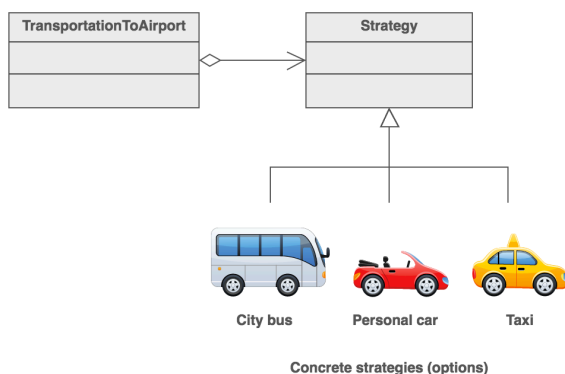 TransportationToAirport
Strategy
City bus
Personal car
Taxi
Concrete strategies (options)